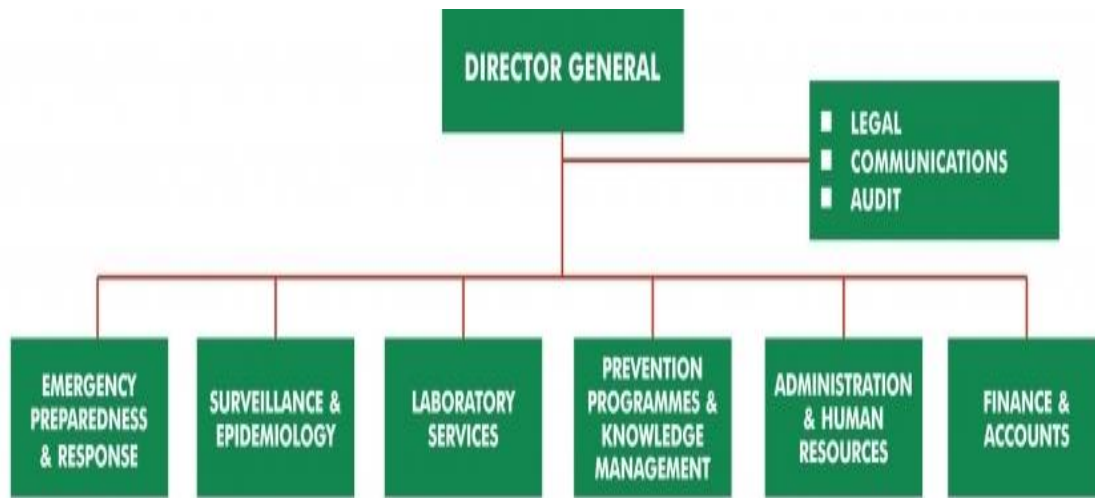 DIRECTOR GENERAL
LEGAL
COMMUNICATIONS
AUDIT
EMERGENCY
PREPAREDNESS
& RESPONSE
SURVEILLANCE &
EPIDEMIOLOGY
LABORATORY
SERVICES
PREVENTION
PROGRAMMES &
KNOWLEDGE
MANAGEMENT
ADMINISTRATION
& HUMAN
RESOURCES
FINANCE &
ACCOUNTS